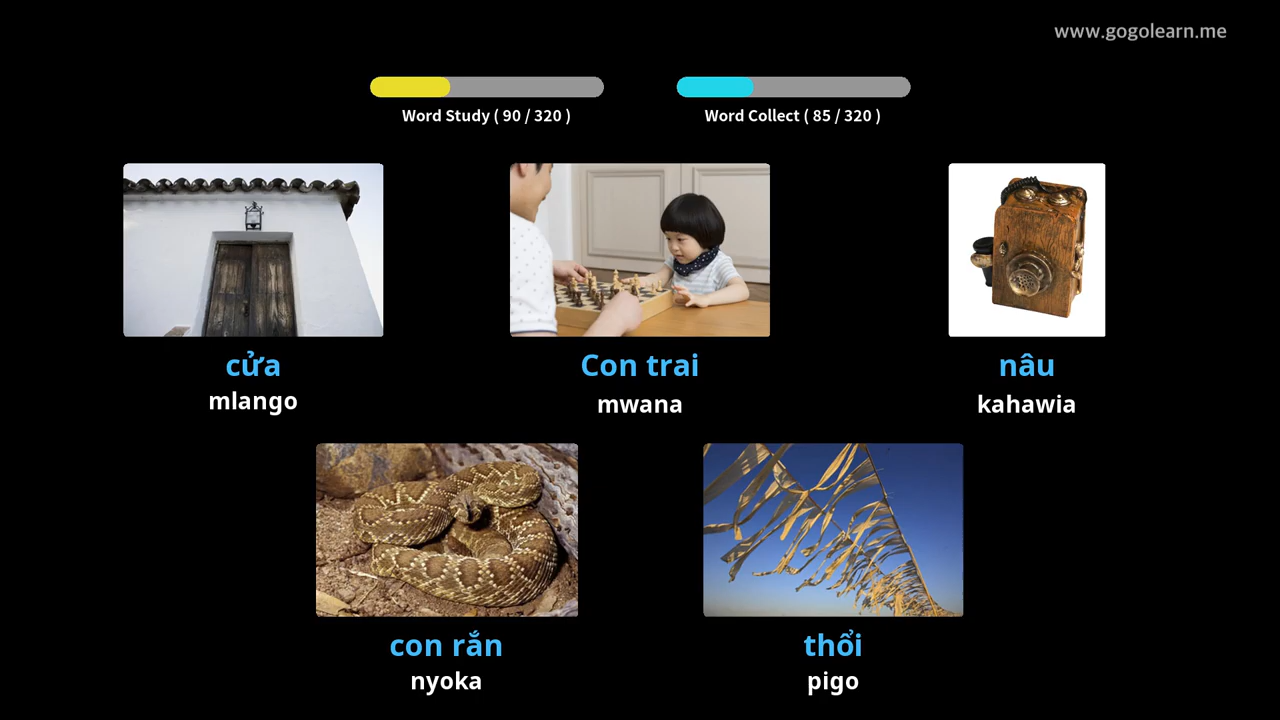 www.gogolearn.me
Word Study ( 90 / 320 )
Word Collect ( 85 / 320 )
cửa
mlango
Con trai
mwana
nâu
kahawia
con rắn
nyoka
thổi
pigo